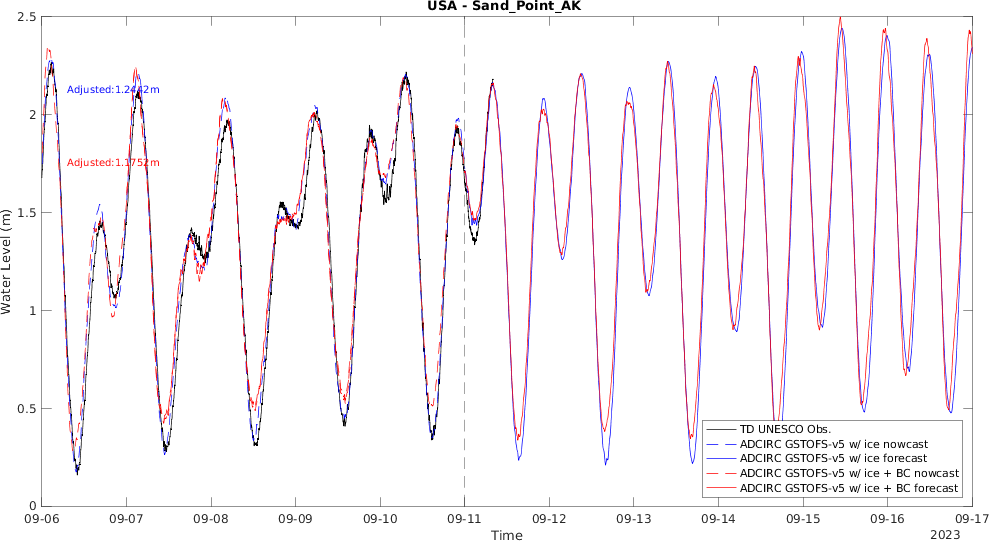 USA - Sand_Point_AK
2.5
2
1.5
1
0.5
0
Water Level (m)
Adjusted:1.2442m
Adjusted:1.1752m
TD UNESCO Obs.
ADCIRC GSTOFS-v5 w/ ice nowcast
ADCIRC GSTOFS-v5 w/ ice forecast
ADCIRC GSTOFS-v5 w/ ice + BC nowcast
ADCIRC GSTOFS-v5 w/ ice + BC forecast
09-06 09-07 09-08 09-09 09-10 09-11 09-12 09-13 09-14 09-15 09-16 09-17
Time
2023